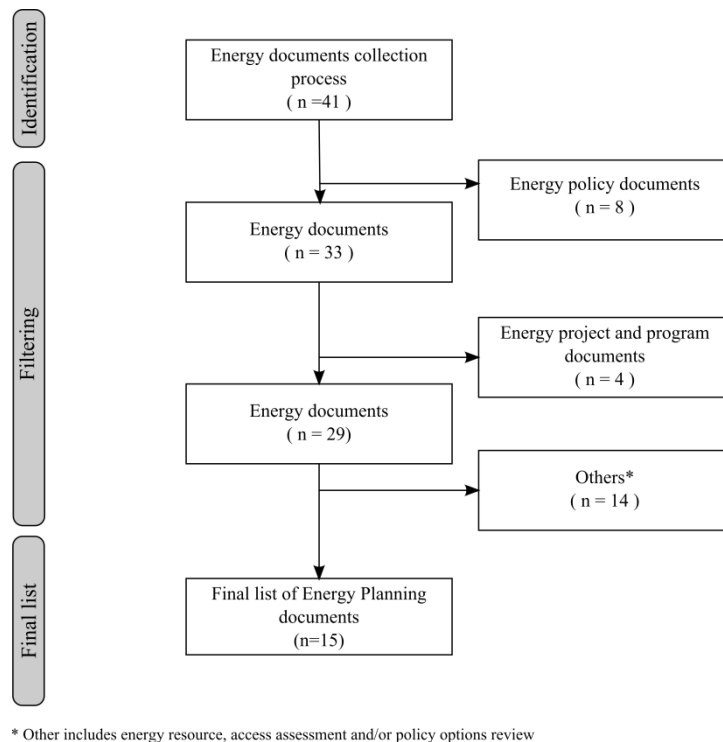 Identification
Energy documents collection
process
( n =41 )
Energy policy documents
( n = 8 )
Filtering
Energy documents
( n = 33 )
Energy project and program
documents
( n = 4 )
Energy documents
( n = 29)
Others*
( n = 14 )
Final list
Final list of Energy Planning
documents
(n=15)
* Other includes energy resource, access assessment and/or policy options review